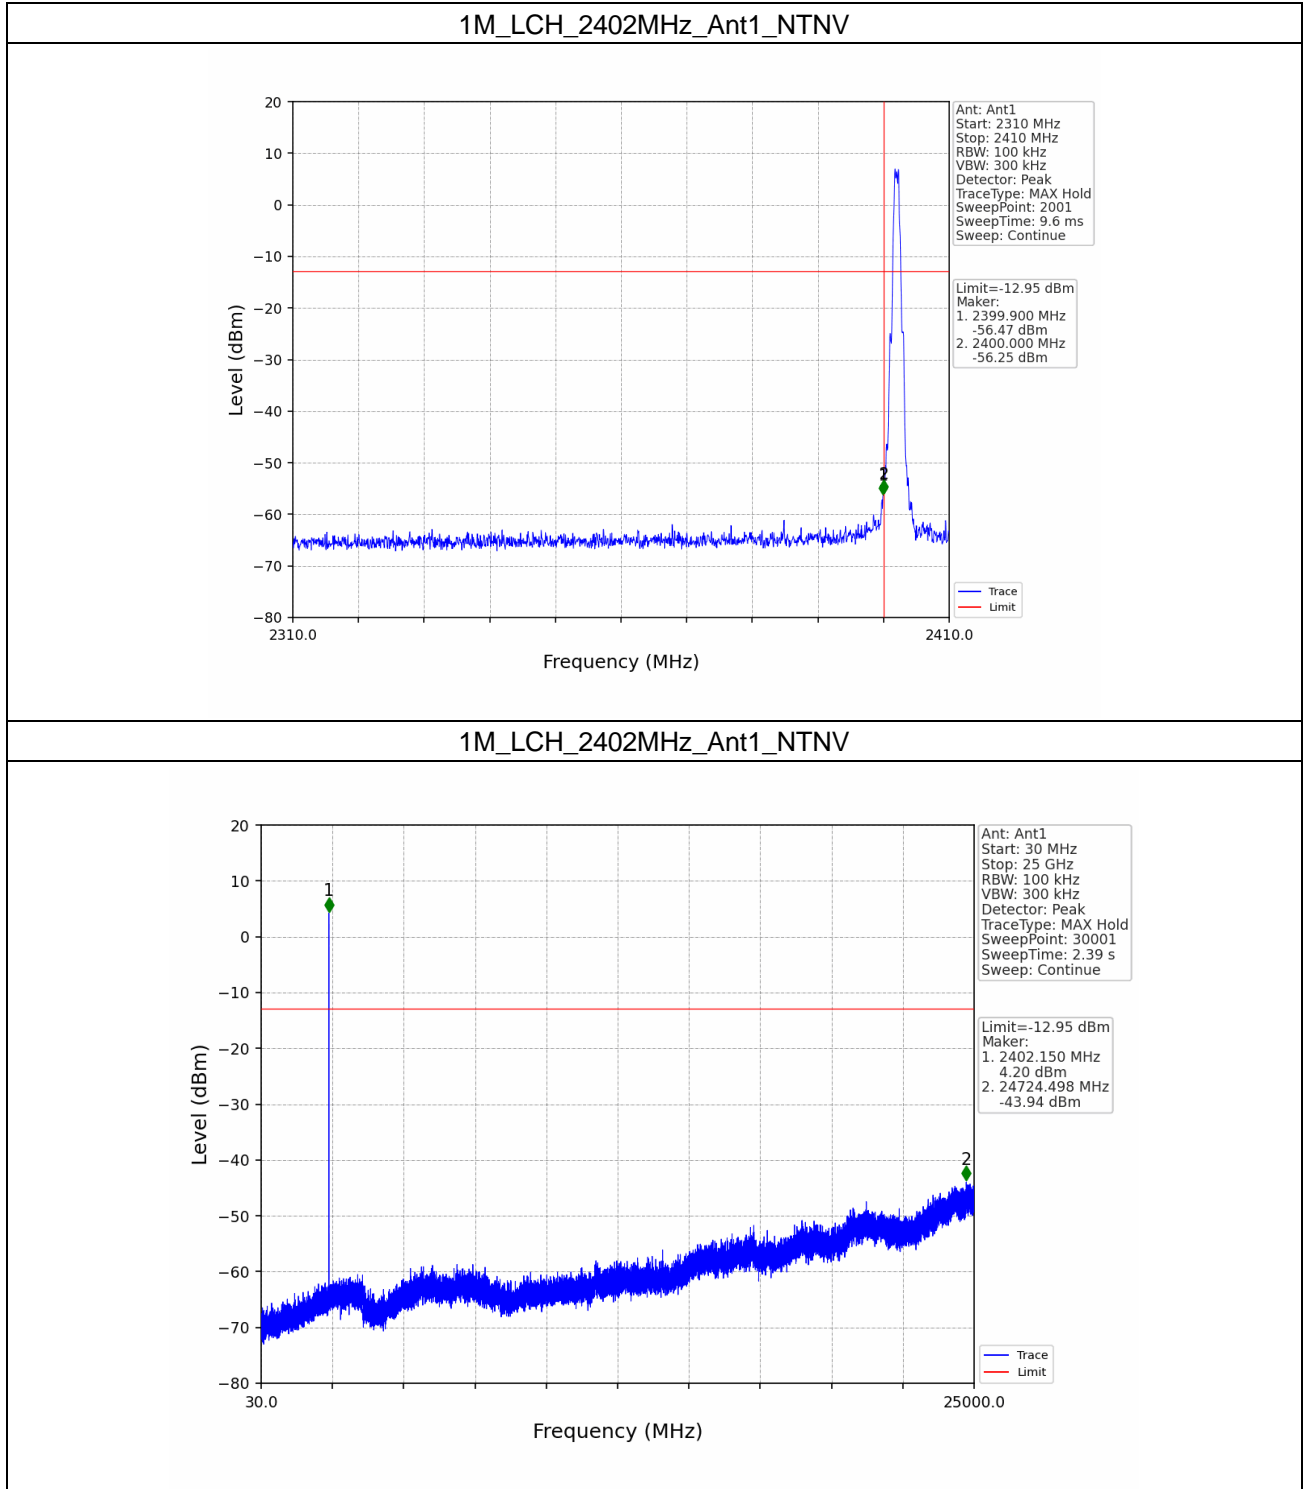 1M_LCH_2402MHz_Ant1_NTNV
20
10
0
−10
−20
−30
−40
−50
−60
−70
−80
Level (dBm)
2310.0
2410.0
Frequency (MHz)
2
Ant: Ant1
Start: 2310 MHz
Stop: 2410 MHz
RBW: 100 kHz
VBW: 300 kHz
Detector: Peak
TraceType: MAX Hold
SweepPoint: 2001
SweepTime: 9.6 ms
Sweep: Continue
Limit=-12.95 dBm
Maker:
1. 2399.900 MHz
-56.47 dBm
2. 2400.000 MHz
-56.25 dBm
Trace
Limit
1M_LCH_2402MHz_Ant1_NTNV
20
10
0
−10
−20
−30
−40
−50
−60
−70
−80
Level (dBm)
30.0
25000.0
Frequency (MHz)
1
2
Ant: Ant1
Start: 30 MHz
Stop: 25 GHz
RBW: 100 kHz
VBW: 300 kHz
Detector: Peak
TraceType: MAX Hold
SweepPoint: 30001
SweepTime: 2.39 s
Sweep: Continue
Limit=-12.95 dBm
Maker:
1. 2402.150 MHz
4.20 dBm
2. 24724.498 MHz
-43.94 dBm
Trace
Limit